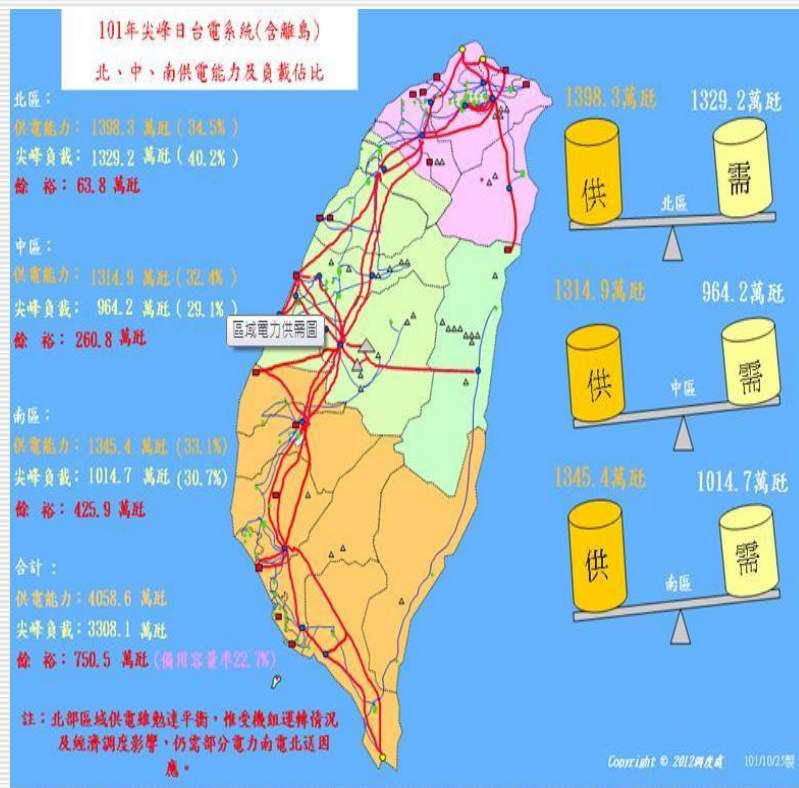 101年尖峰日台電系統(含離島)
北、中、南供電能力及負載佔比
北區：
供電能力：1398.3 萬瓩 (34.5%)
尖峰負載：1329.2 萬瓩 (40.2%)
餘 裕：63.8 萬瓩
中區：
供電能力：1314.9 萬瓩 (32.4%)
尖峰負載：964.2 萬瓩 (29.1%)
餘 裕：260.8 萬瓩
南區：
供電能力：1345.4 萬瓩 (33.1%)
尖峰負載：1014.7 萬瓩 (30.7%)
餘 裕：425.9 萬瓩
合計：
供電能力：4058.6 萬瓩
尖峰負載：3308.1 萬瓩
餘 裕：750.5 萬瓩 (備用容量率22.7%)
註：北部區域供電雖勉達平衡，惟受機組運轉情況
及經濟調度影響，仍需部分電力南電北送因
應。
區域電力供需圖
1398.3萬瓩 1329.2萬瓩
供 需
北區
1314.9萬瓩 964.2萬瓩
供 需
中區
1345.4萬瓩 1014.7萬瓩
供 需
南區
Copyright © 2012調度處 101/10/25製